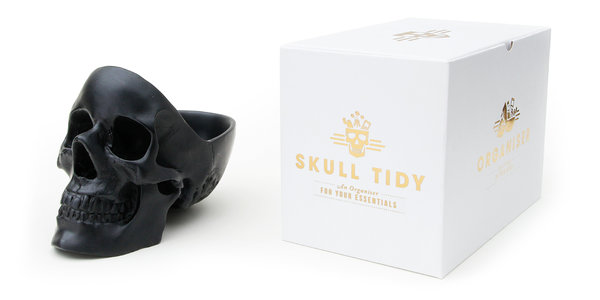 SKULL TIDY
An Organiser
FOR YOUR ESSENTIALS
ORGANISER